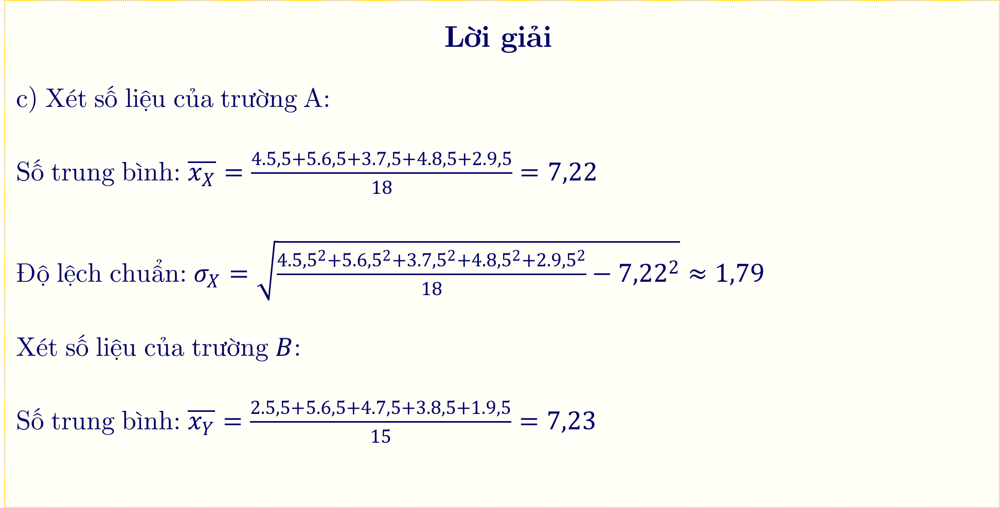 Lời giải
c) Xét số liệu của trường A:
Số trung bình: $\overline{x_X} = \frac{4.5,5+5.6,5+3.7,5+4.8,5+2.9,5}{18} = 7,22$
Độ lệch chuẩn: $\sigma_X = \sqrt{\frac{4.5,5^2+5.6,5^2+3.7,5^2+4.8,5^2+2.9,5^2}{18} - 7,22^2} \approx 1,79$
Xét số liệu của trường B:
Số trung bình: $\overline{x_Y} = \frac{2.5,5+5.6,5+4.7,5+3.8,5+1.9,5}{15} = 7,23$